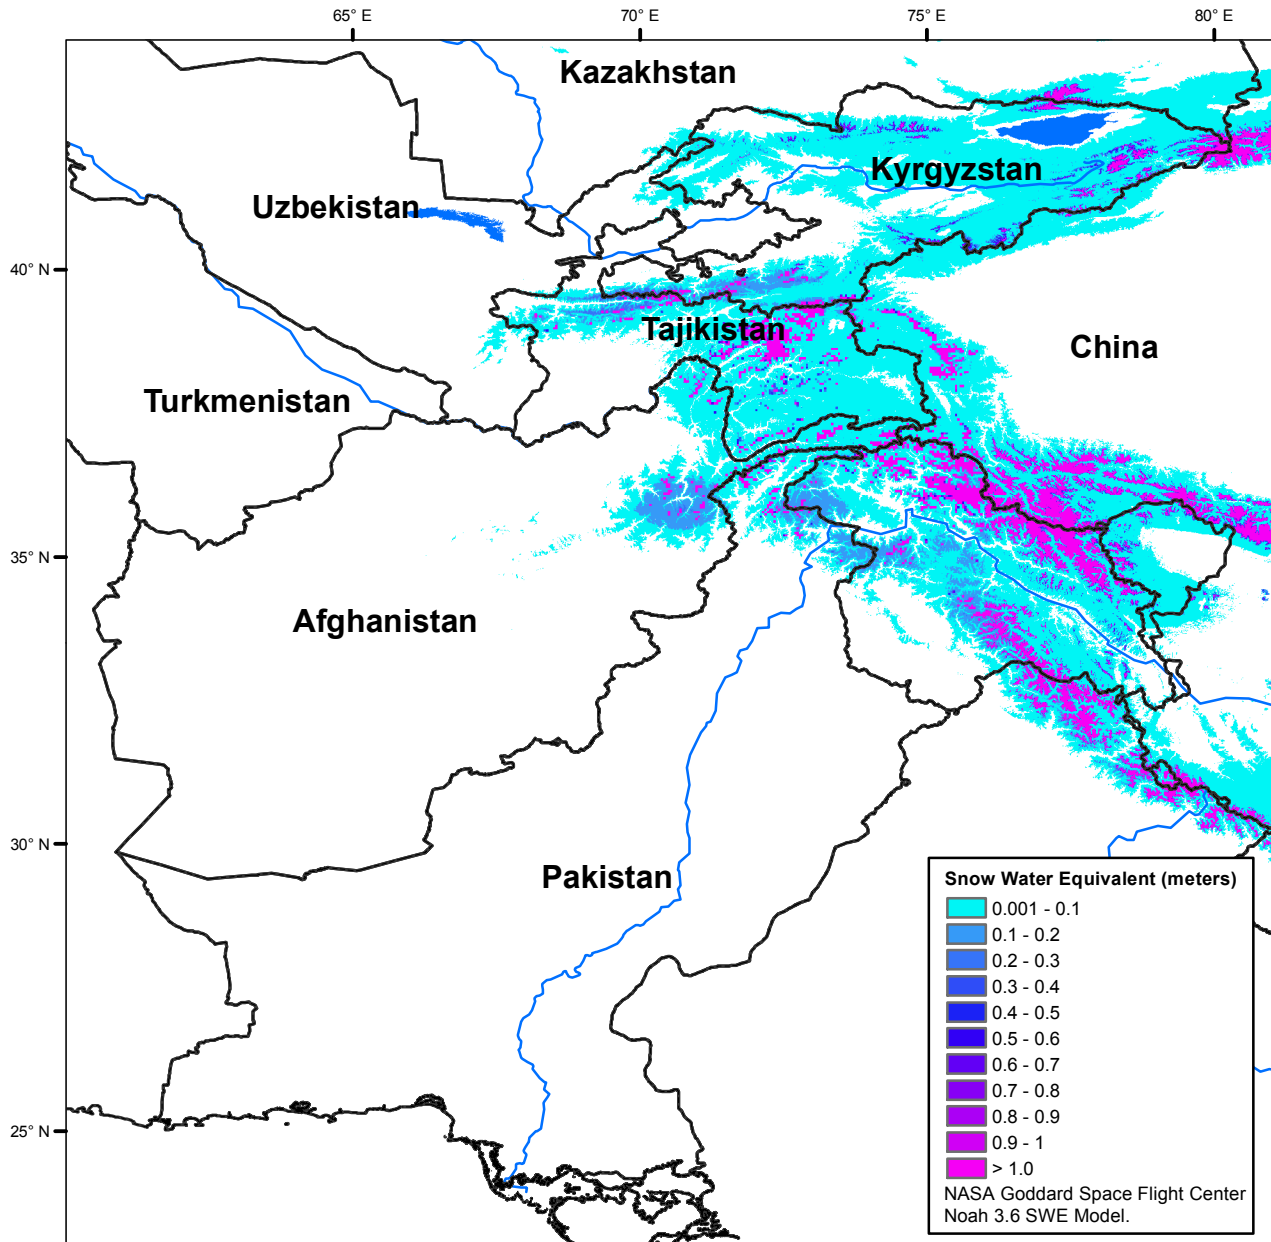 65° E
70° E
75° E
80° E
Kazakhstan
Kyrgyzstan
Uzbekistan
40° N
Tajikistan
China
Turkmenistan
35° N
Afghanistan
30° N
Pakistan
25° N
Snow Water Equivalent (meters)
0.001 - 0.1
0.1 - 0.2
0.2 - 0.3
0.3 - 0.4
0.4 - 0.5
0.5 - 0.6
0.6 - 0.7
0.7 - 0.8
0.8 - 0.9
0.9 - 1
> 1.0
NASA Goddard Space Flight Center
Noah 3.6 SWE Model.